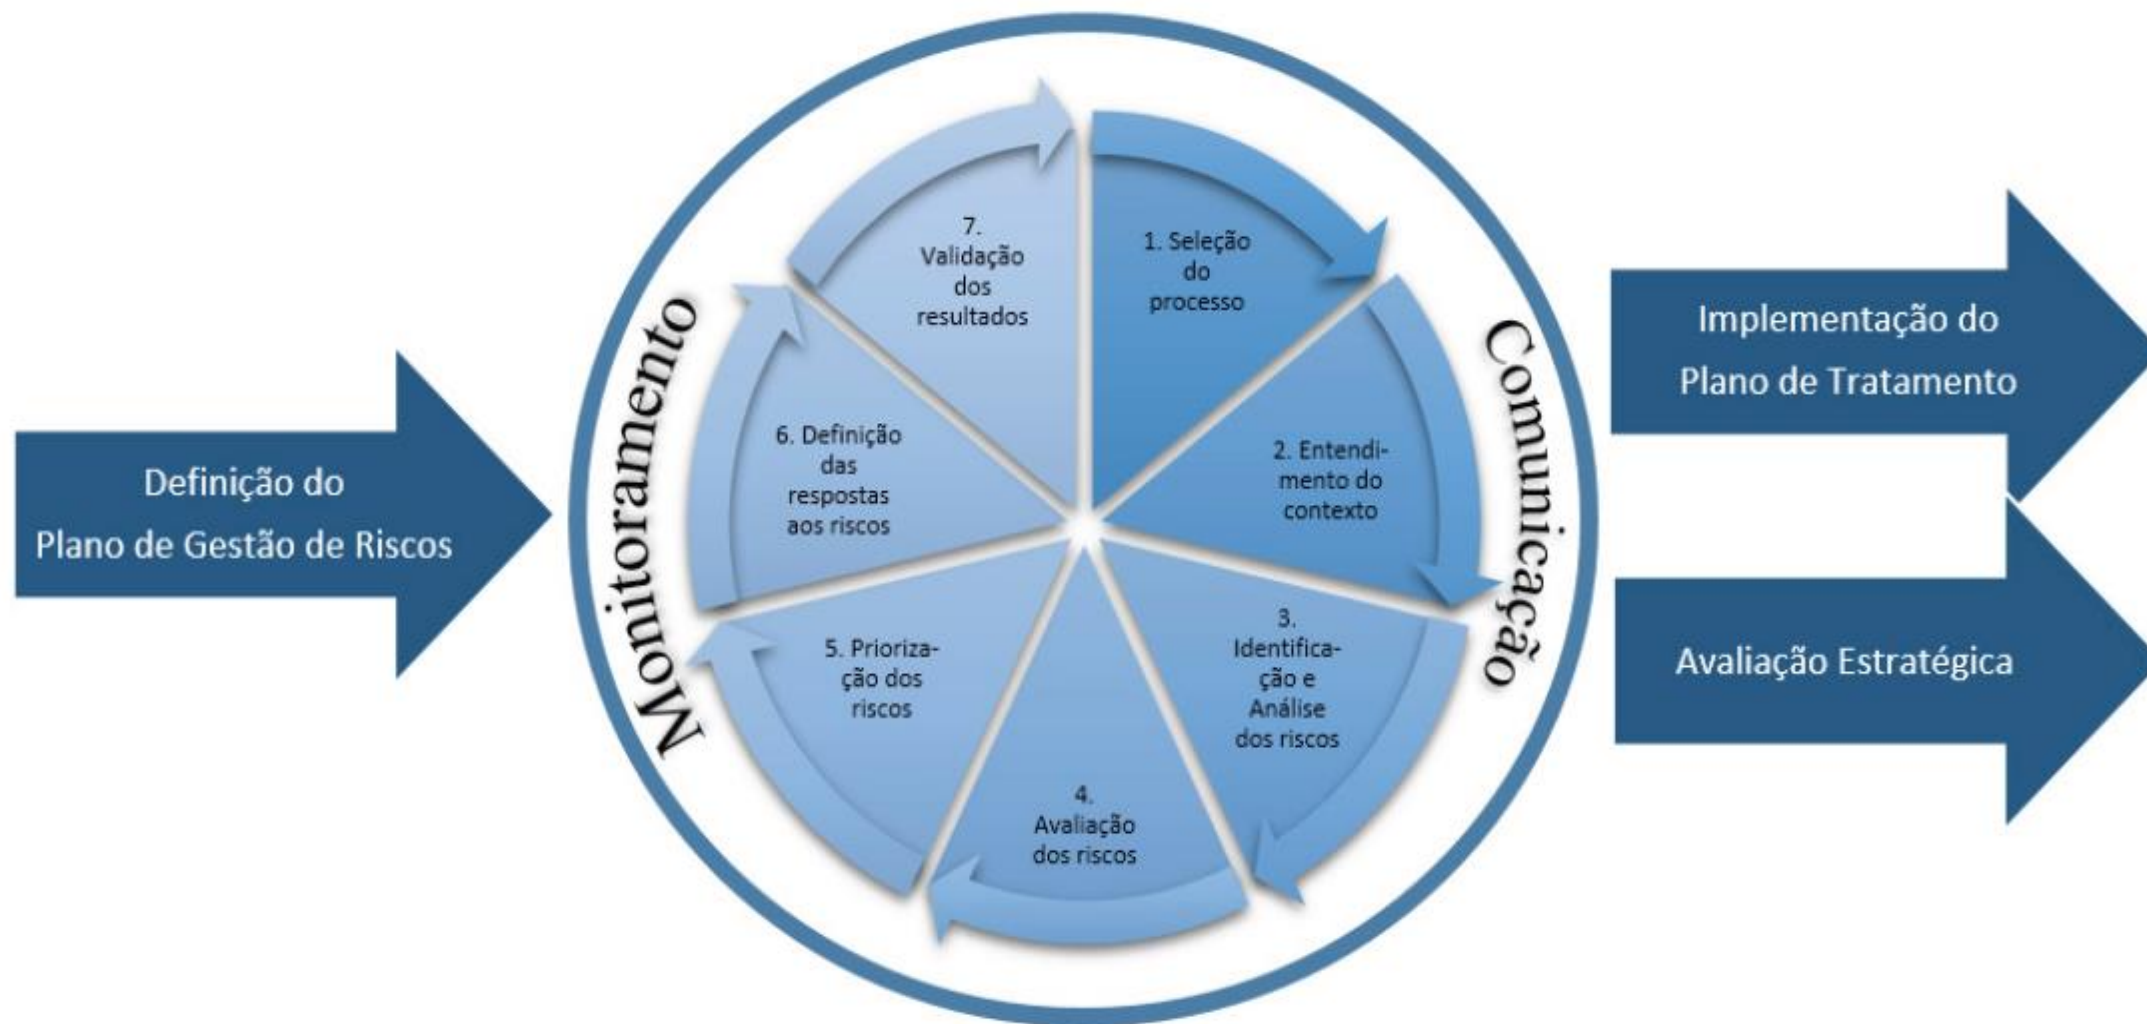 Definição do
Plano de Gestão de Riscos
Monitoramento
Comunicação
1. Seleção
do
processo
2. Entendi-
mento do
contexto
3.
Identifica-
ção e
Análise
dos riscos
4.
Avaliação
dos riscos
5. Prioriza-
ção dos
riscos
6. Definição
das
respostas
aos riscos
7.
Validação
dos
resultados
Implementação do
Plano de Tratamento
Avaliação Estratégica